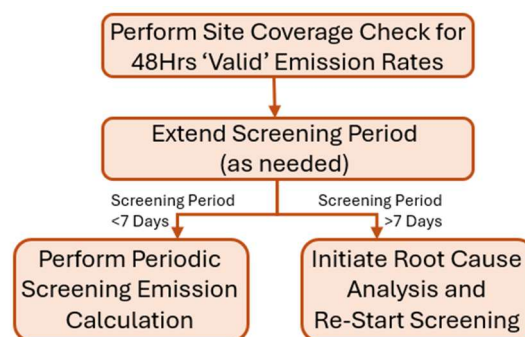 Perform Site Coverage Check for
48Hrs ‘Valid’ Emission Rates
Extend Screening Period
(as needed)
Screening Period
<7 Days
Screening Period
>7 Days
Perform Periodic
Screening Emission
Calculation
Initiate Root Cause
Analysis and
Re-Start Screening